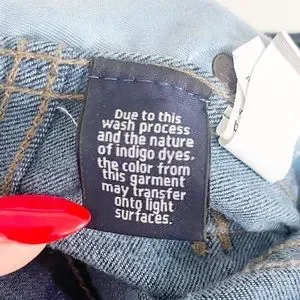 Due to this
wash process
and the nature
of indigo dyes,
the color from
this garment
may transfer
onto light
surfaces.